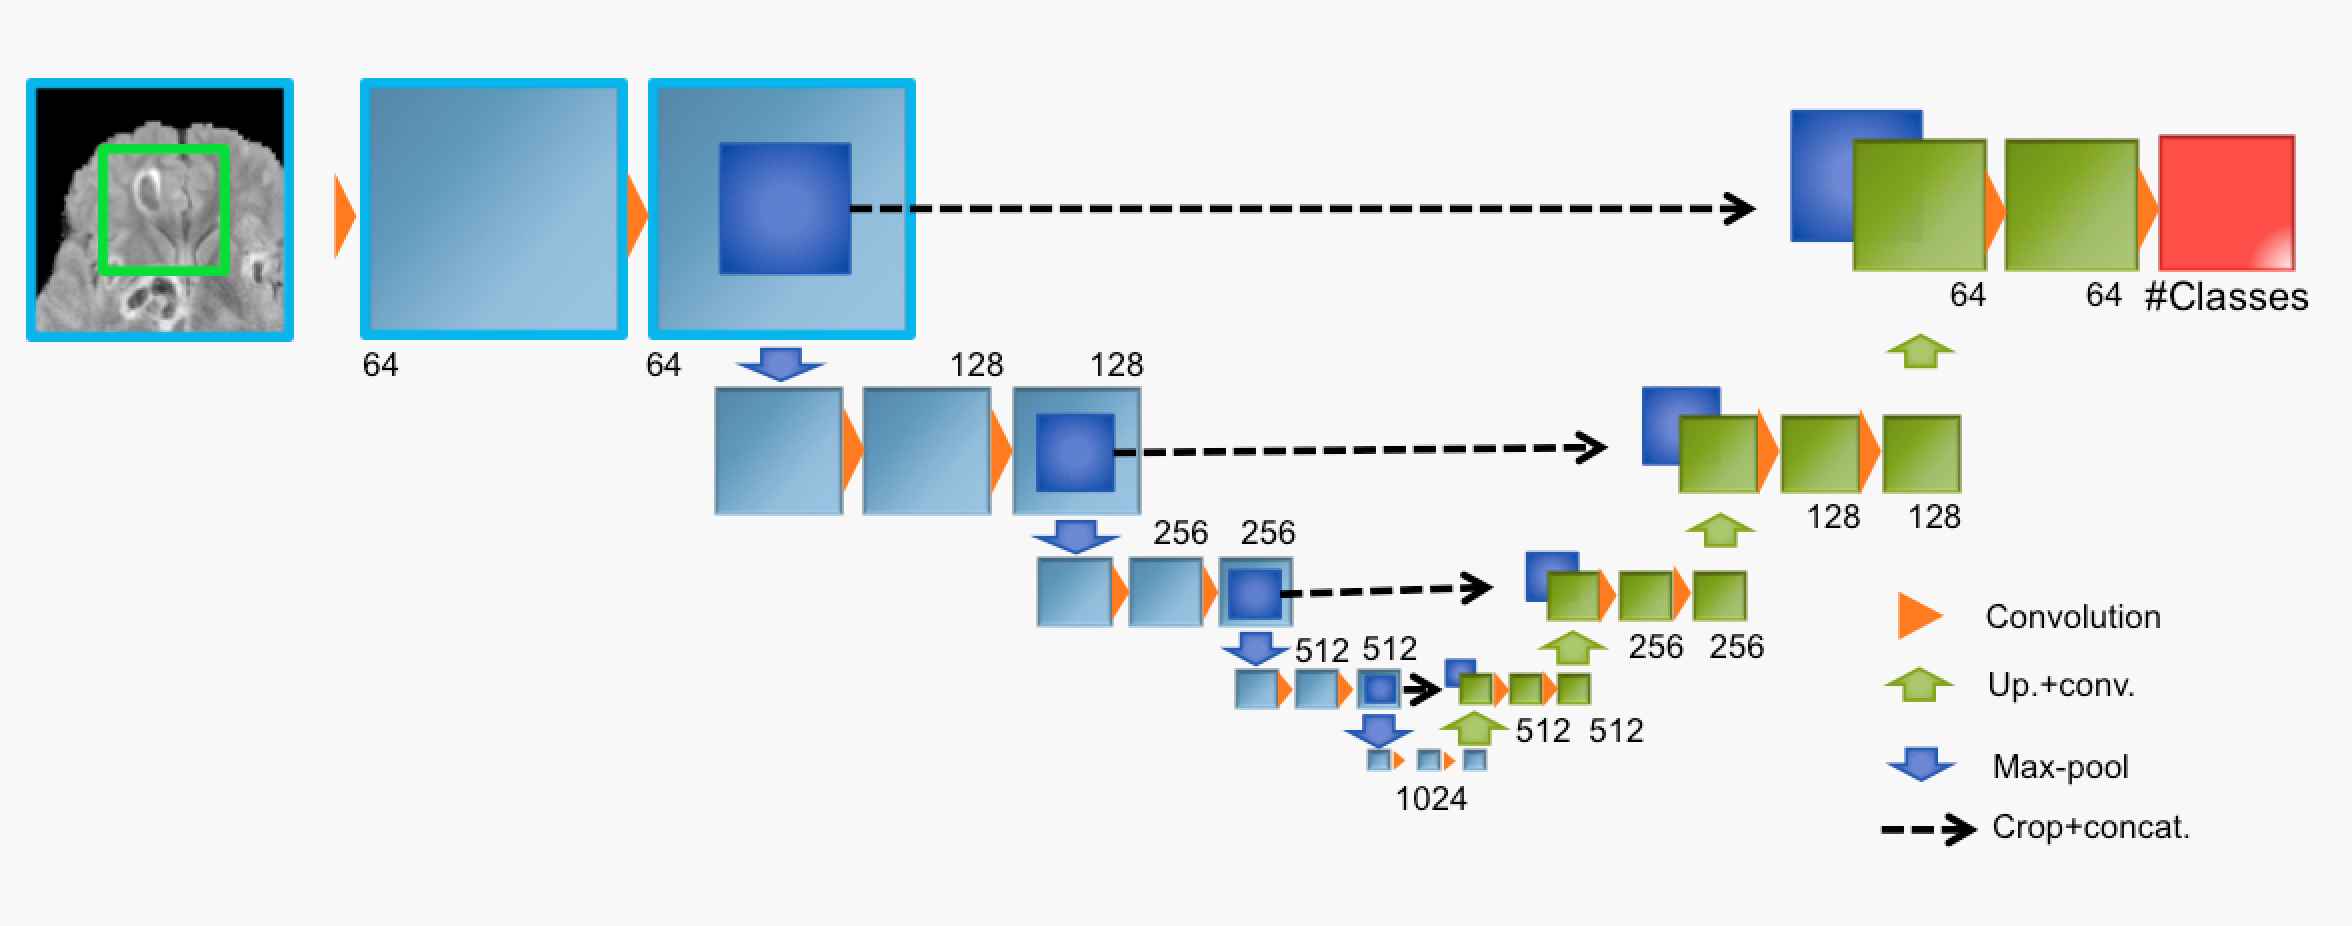 64 64 #Classes
64 64 128 128
128 128
256 256
512 512
256 256
512 512
1024
Convolution
Up.+conv.
Max-pool
Crop+concat.